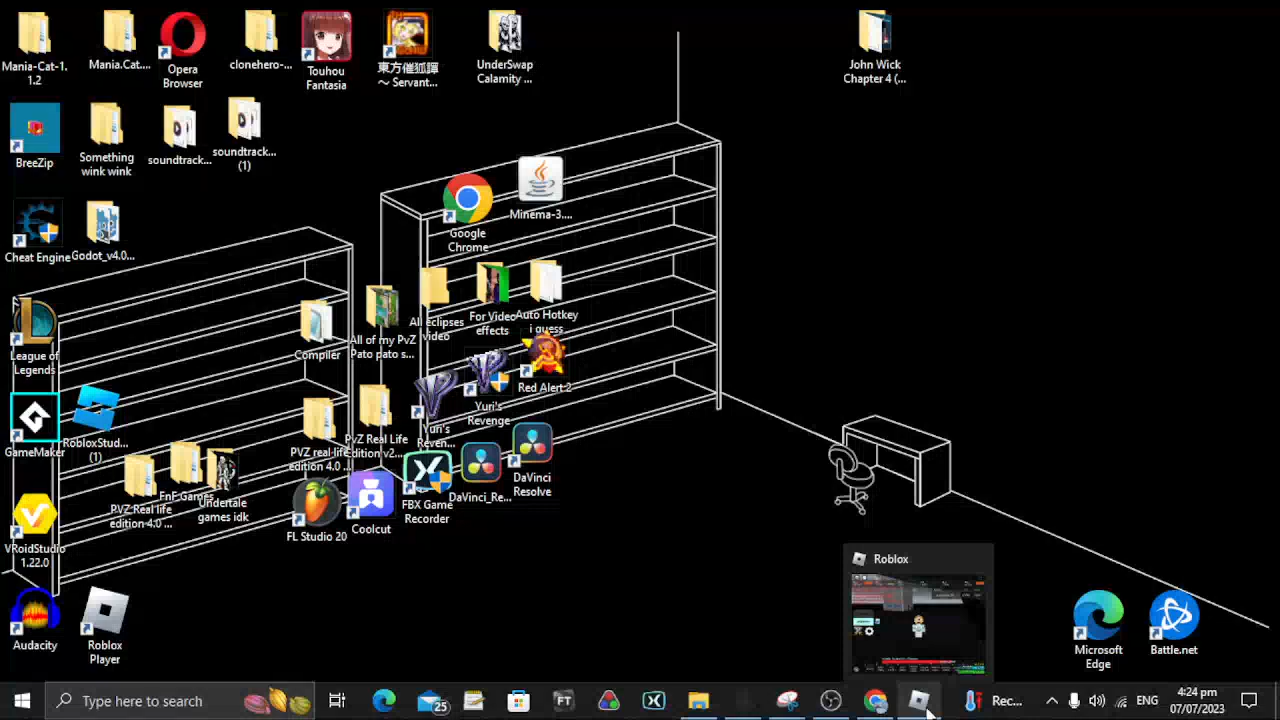 Mania-Cat-1.
1.2
Mania.Cat....
Opera
Browser
clonehero-...
Touhou
Fantasia
東方催狐譚
～ Servant...
UnderSwap
Calamity ...
John Wick
Chapter 4 (...
BreeZip
Something
wink wink
soundtrack...
soundtrack...
(1)
Google
Chrome
Minema-3....
Cheat Engine
Godot_v4.0...
League of
Legends
Compiler
All of my PvZ
Pato pato s...
All eclipses
video
For Video
effects
Auto Hotkey
i guess
Red Alert 2
Yuri's
Revenge
Yuri's
Reven...
GameMaker
RobloxStud...
(1)
PVZ Real life
edition 4.0 ...
FnF Games
Undertale
games idk
PVZ real life
edition 4.0 ...
PvZ Real Life
Edition v2...
FL Studio 20
Coolcut
FBX Game
Recorder
DaVinci_Re...
DaVinci
Resolve
VRoidStudio
1.22.0
Audacity
Roblox
Player
Roblox
Microsoft
Edge
Battle.net
Type here to search
25
FT
Rec...
ENG
4:24 pm
07/07/2023